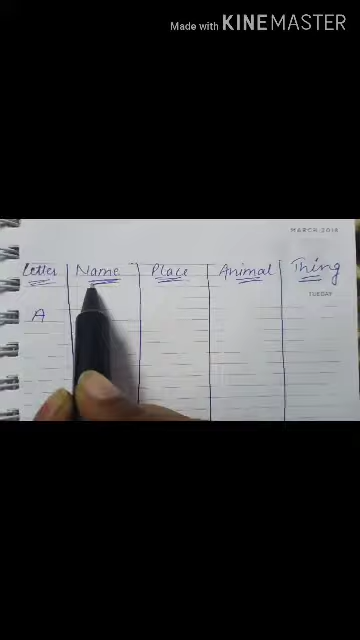 Made with KINEMASTER
MARCH 2018
Letter Name Place Animal Thing
TUESDAY
A